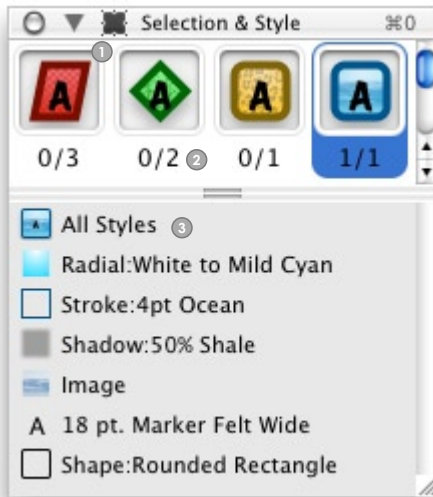 Selection & Style ⌘0
1
A A A A
0/3 0/2 2 0/1 1/1
A All Styles 3
Radial:White to Mild Cyan
Stroke:4pt Ocean
Shadow:50% Shale
Image
A 18 pt. Marker Felt Wide
Shape:Rounded Rectangle